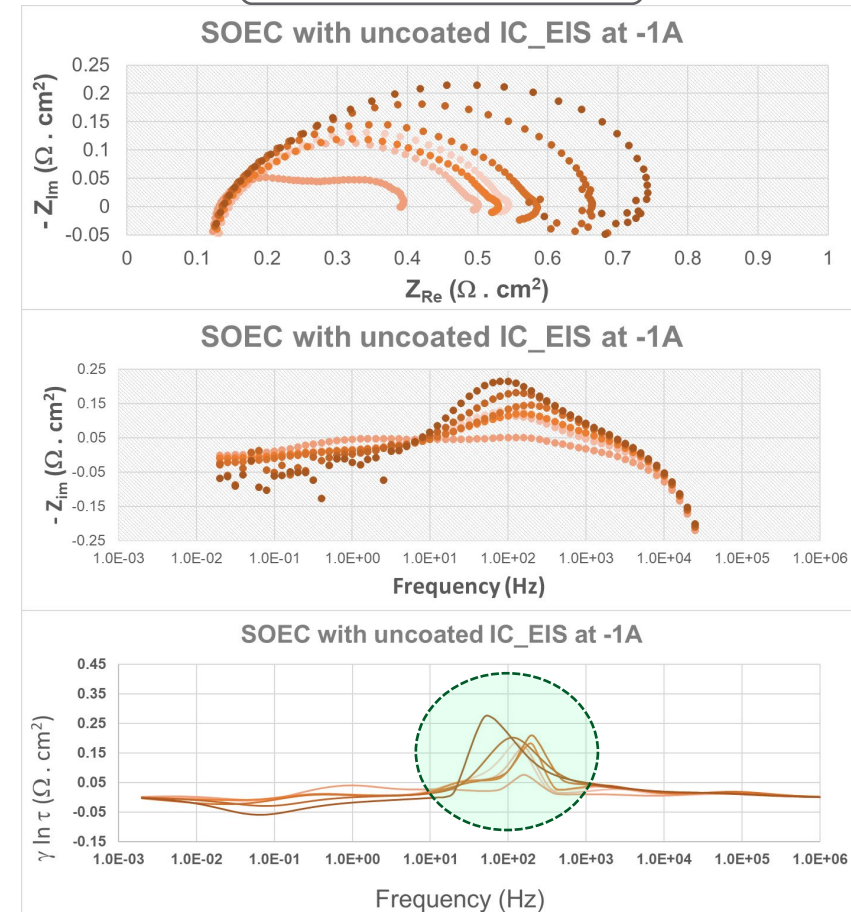 SOEC with uncoated IC_EIS at -1A
- Z_Im (Ω . cm²)
0.25
0.2
0.15
0.1
0.05
0
-0.05
0 0.1 0.2 0.3 0.4 0.5 0.6 0.7 0.8 0.9 1
Z_Re (Ω . cm²)
SOEC with uncoated IC_EIS at -1A
- Z_im (Ω . cm²)
0.25
0.15
0.05
-0.05
-0.15
-0.25
1.0E-03 1.0E-02 1.0E-01 1.0E+00 1.0E+01 1.0E+02 1.0E+03 1.0E+04 1.0E+05 1.0E+06
Frequency (Hz)
SOEC with uncoated IC_EIS at -1A
γ ln τ (Ω . cm²)
0.45
0.35
0.25
0.15
0.05
-0.05
-0.15
1.0E-03 1.0E-02 1.0E-01 1.0E+00 1.0E+01 1.0E+02 1.0E+03 1.0E+04 1.0E+05 1.0E+06
Frequency (Hz)